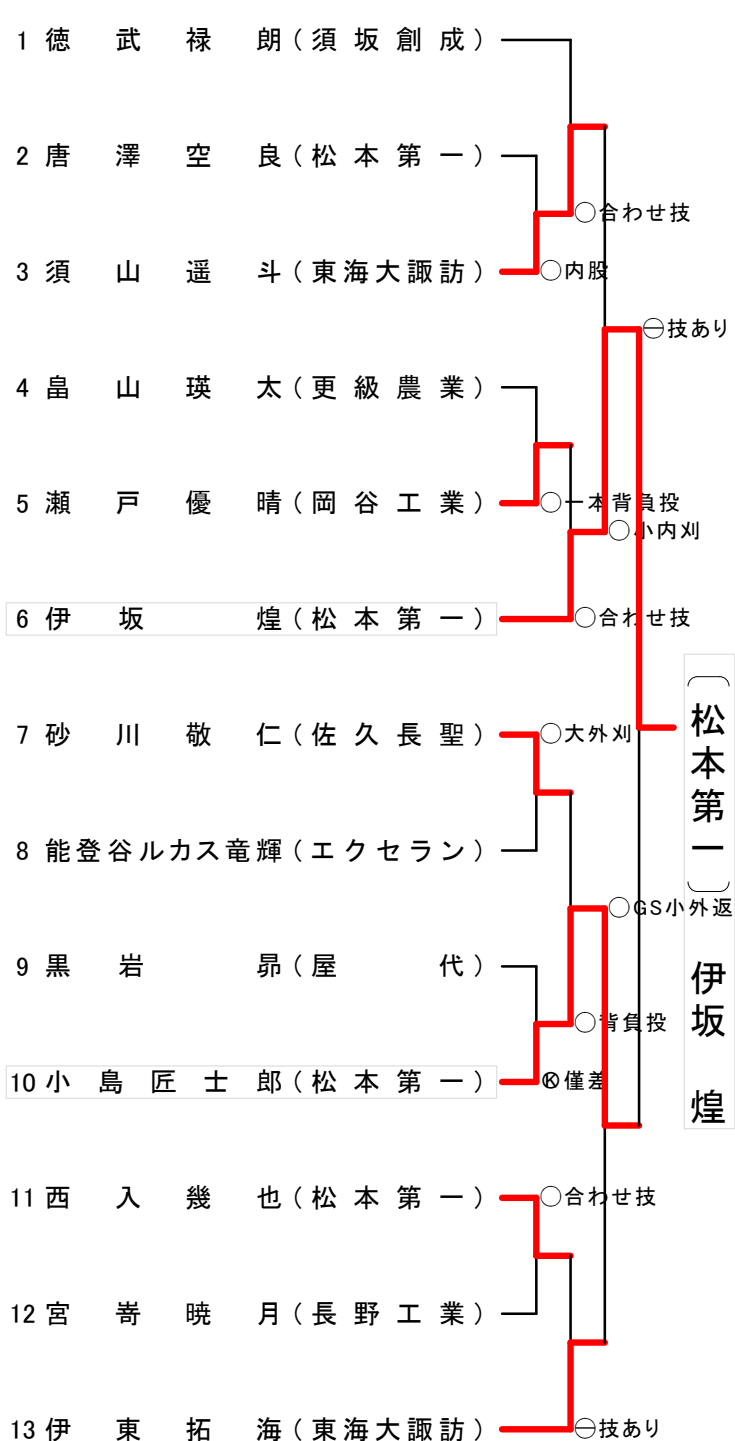 1 徳武禄朗(須坂創成)
2 唐澤空良(松本第一)
○合わせ技
3 須山遥斗(東海大諏訪)
○内股
⊖技あり
4 畠山瑛太(更級農業)
5 瀬戸優晴(岡谷工業)
○一本背負投
○小内刈
6 伊坂煌(松本第一)
○合わせ技
7 砂川敬仁(佐久長聖)
○大外刈
8 能登谷ルカス竜輝(エクセラン)
○GS小外返
9 黒岩昴(屋代)
○背負投
10 小島匠士郎(松本第一)
Ⓚ僅差
11 西入幾也(松本第一)
○合わせ技
12 宮嵜暁月(長野工業)
13 伊東拓海(東海大諏訪)
⊖技あり
(松本第一) 伊坂 煌